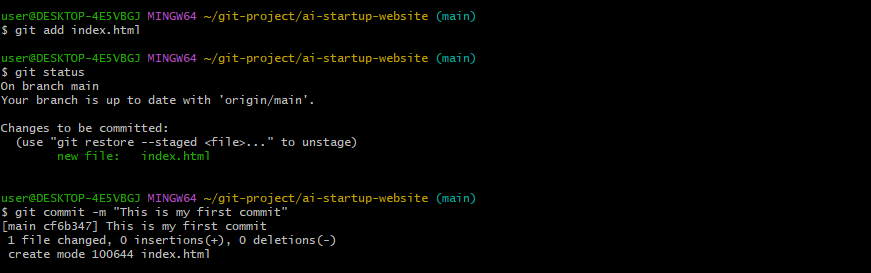 user@DESKTOP-4E5VBGJ MINGW64 ~/git-project/ai-startup-website (main)
$ git add index.html
user@DESKTOP-4E5VBGJ MINGW64 ~/git-project/ai-startup-website (main)
$ git status
On branch main
Your branch is up to date with 'origin/main'.
Changes to be committed:
  (use "git restore --staged <file>..." to unstage)
        new file:   index.html
user@DESKTOP-4E5VBGJ MINGW64 ~/git-project/ai-startup-website (main)
$ git commit -m "This is my first commit"
[main cf6b347] This is my first commit
 1 file changed, 0 insertions(+), 0 deletions(-)
 create mode 100644 index.html